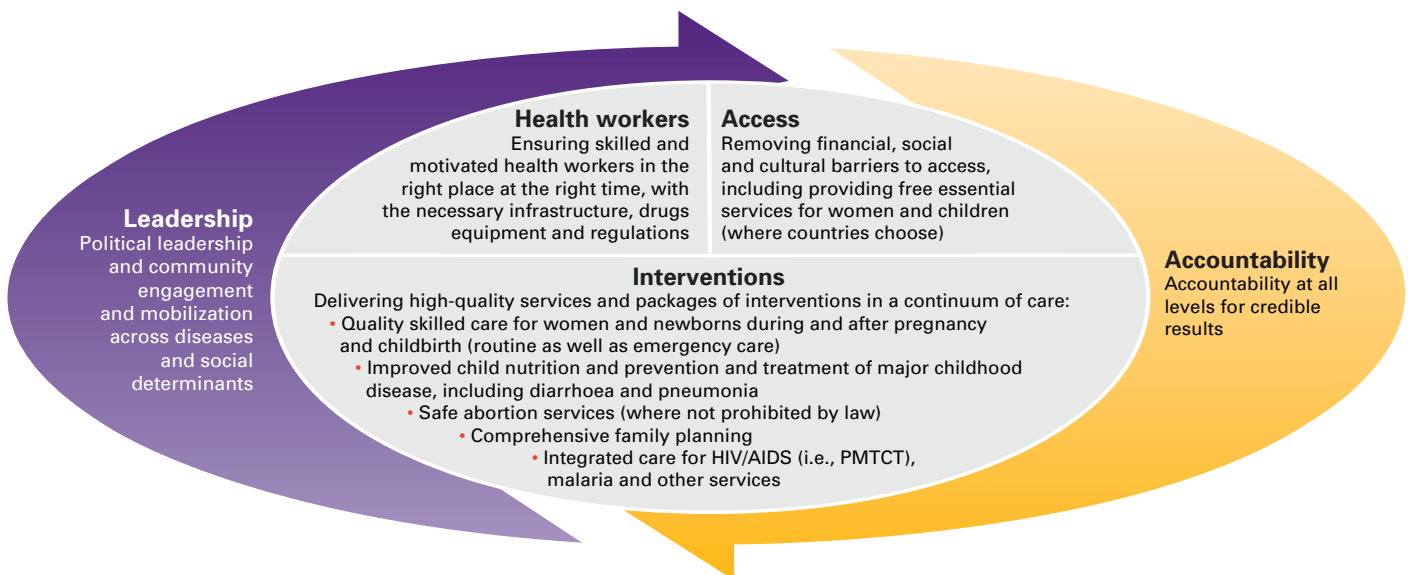 Leadership
Political leadership
and community
engagement
and mobilization
across diseases
and social
determinants
Health workers
Ensuring skilled and
motivated health workers in the
right place at the right time, with
the necessary infrastructure, drugs
equipment and regulations
Access
Removing financial, social
and cultural barriers to access,
including providing free essential
services for women and children
(where countries choose)
Interventions
Delivering high-quality services and packages of interventions in a continuum of care:
• Quality skilled care for women and newborns during and after pregnancy
and childbirth (routine as well as emergency care)
• Improved child nutrition and prevention and treatment of major childhood
disease, including diarrhoea and pneumonia
• Safe abortion services (where not prohibited by law)
• Comprehensive family planning
• Integrated care for HIV/AIDS (i.e., PMTCT),
malaria and other services
Accountability
Accountability at all
levels for credible
results